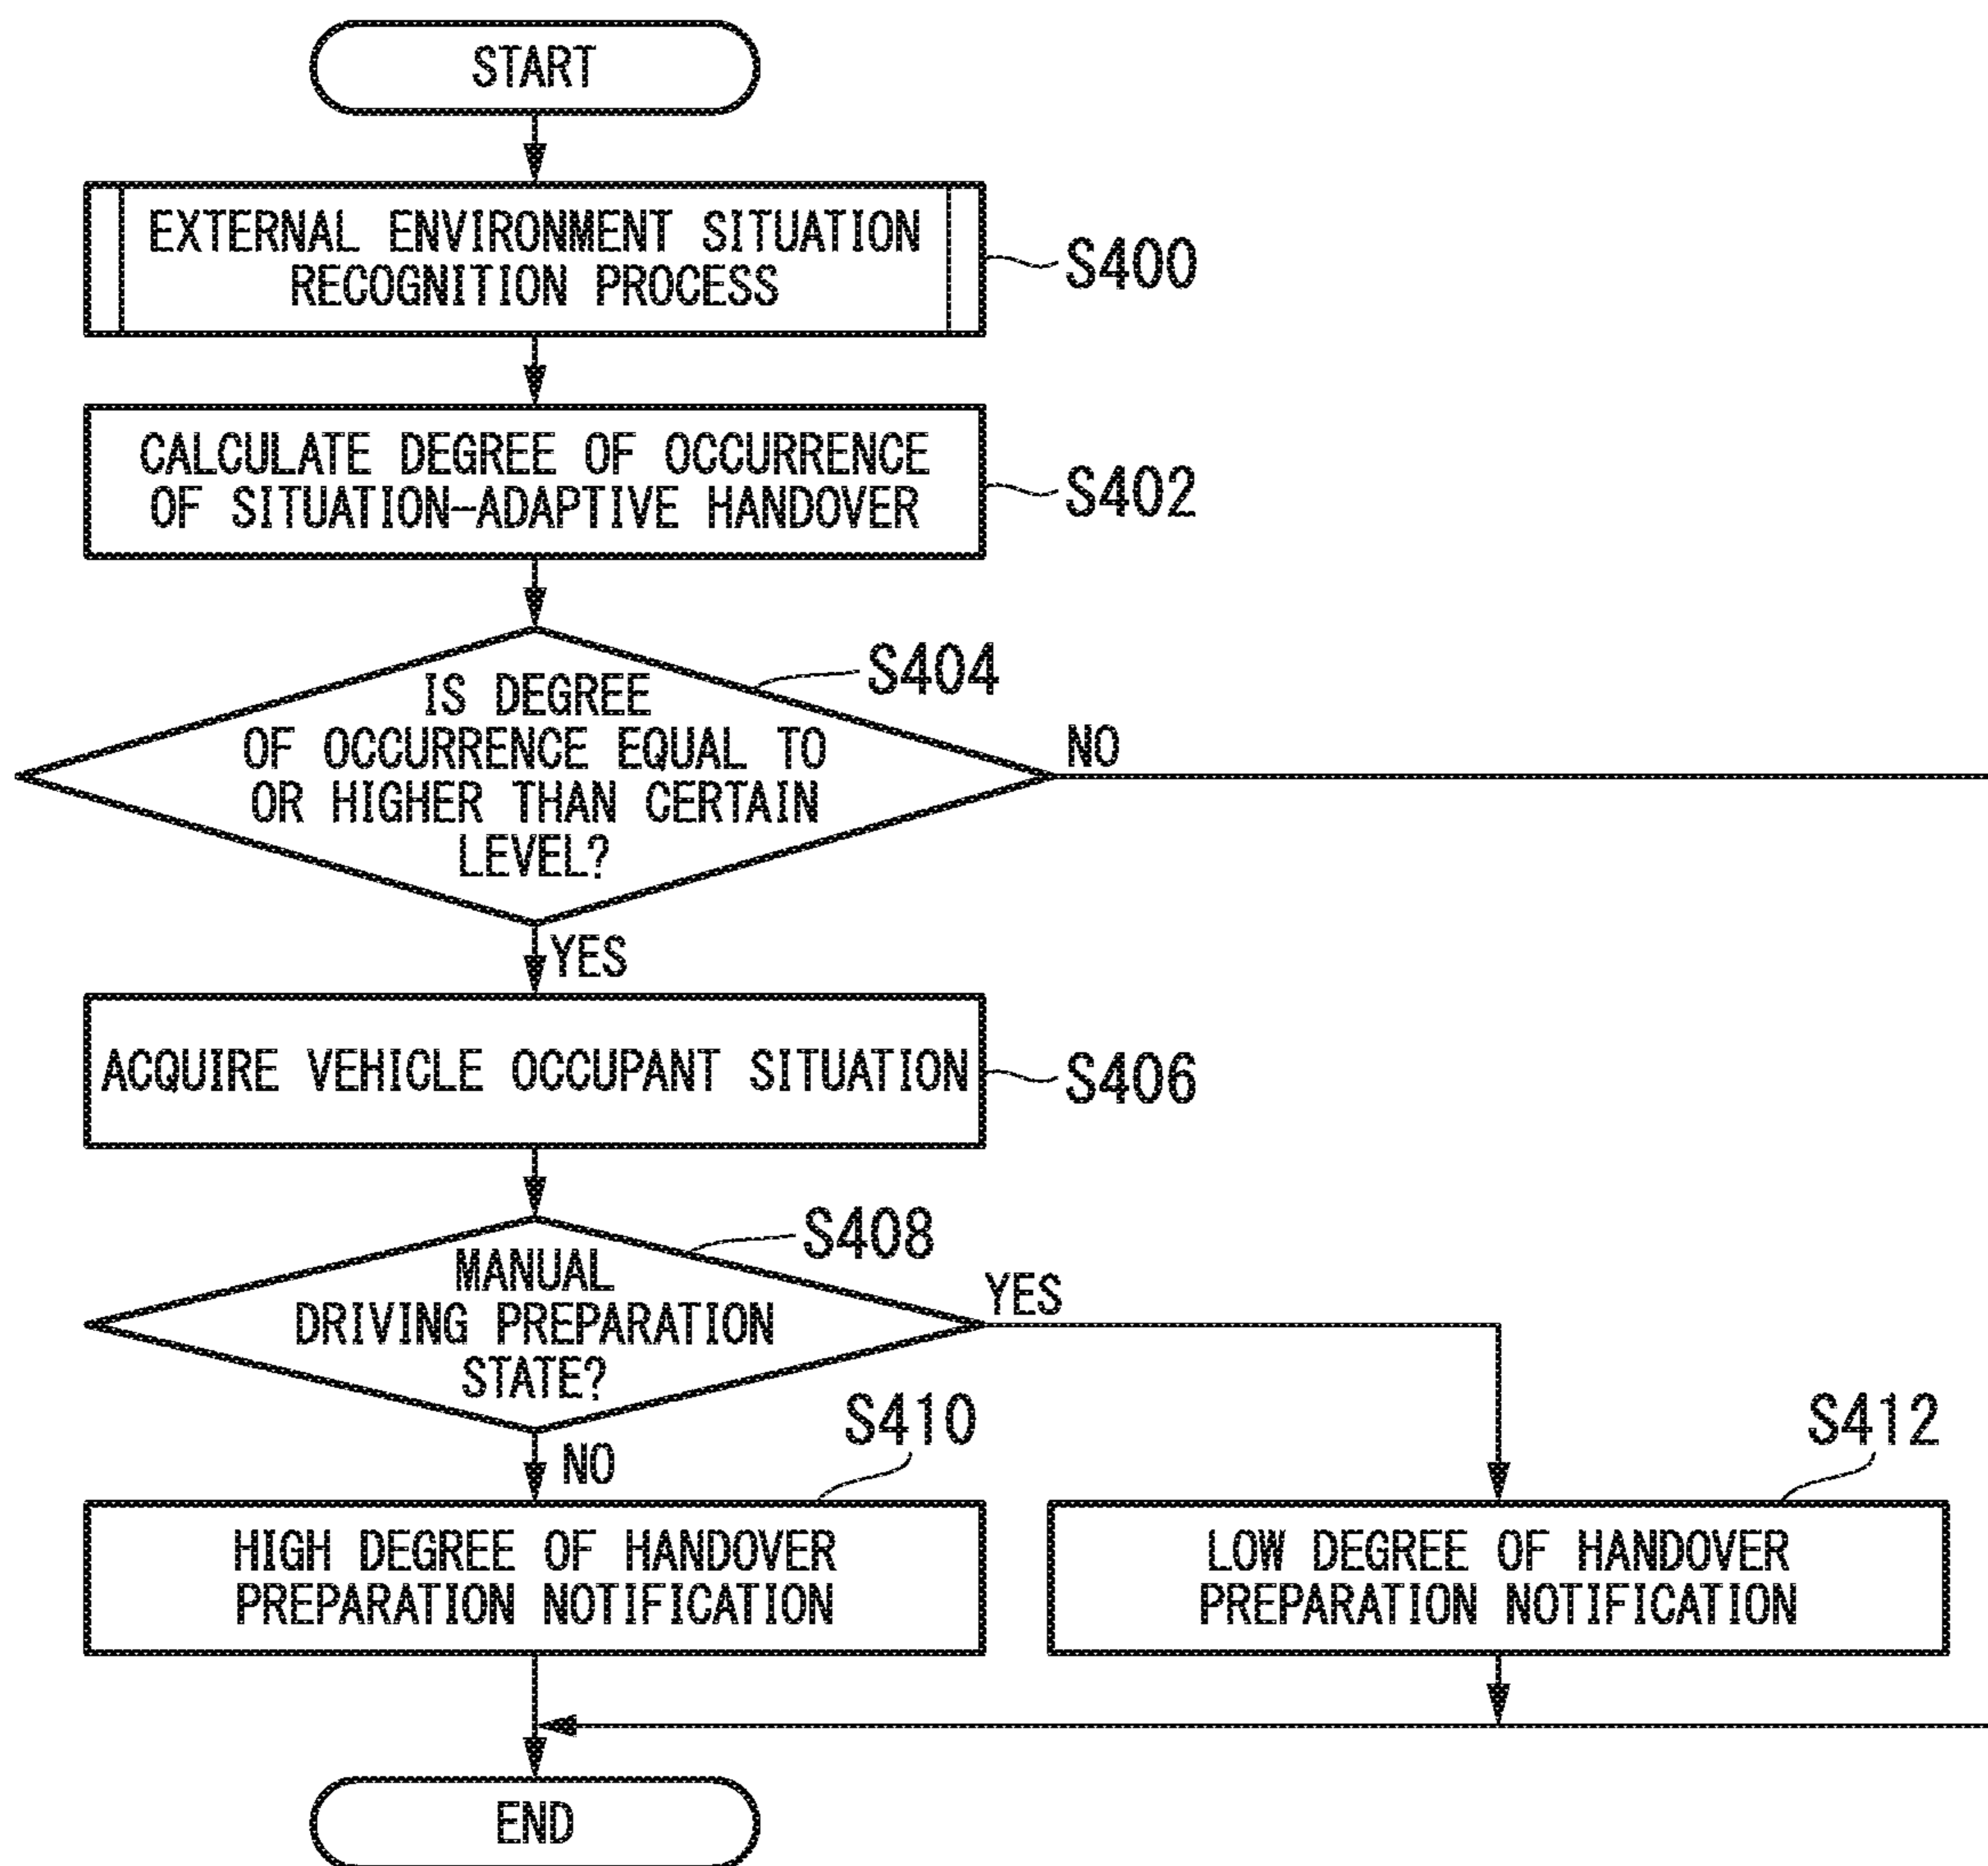 START
EXTERNAL ENVIRONMENT SITUATION
RECOGNITION PROCESS
S400
CALCULATE DEGREE OF OCCURRENCE
OF SITUATION-ADAPTIVE HANDOVER
S402
S404
IS DEGREE
OF OCCURRENCE EQUAL TO
OR HIGHER THAN CERTAIN
LEVEL?
NO
YES
ACQUIRE VEHICLE OCCUPANT SITUATION
S406
S408
MANUAL
DRIVING PREPARATION
STATE?
YES
NO
S410
HIGH DEGREE OF HANDOVER
PREPARATION NOTIFICATION
S412
LOW DEGREE OF HANDOVER
PREPARATION NOTIFICATION
END